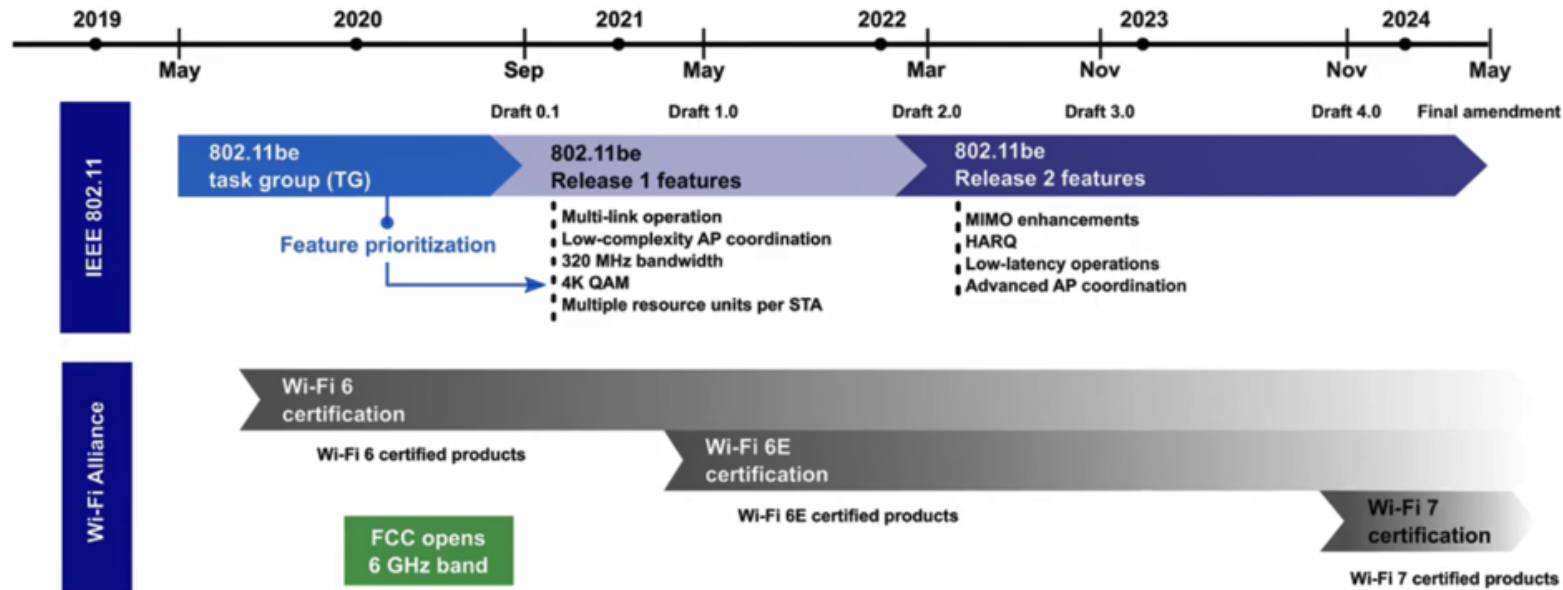 2019
2020
2021
2022
2023
2024
May
Sep
May
Mar
Nov
Nov
May
Draft 0.1
Draft 1.0
Draft 2.0
Draft 3.0
Draft 4.0
Final amendment
IEEE 802.11
802.11be
task group (TG)
802.11be
Release 1 features
802.11be
Release 2 features
Feature prioritization
Multi-link operation
Low-complexity AP coordination
320 MHz bandwidth
4K QAM
Multiple resource units per STA
MIMO enhancements
HARQ
Low-latency operations
Advanced AP coordination
Wi-Fi Alliance
Wi-Fi 6
certification
Wi-Fi 6 certified products
Wi-Fi 6E
certification
Wi-Fi 6E certified products
FCC opens
6 GHz band
Wi-Fi 7
certification
Wi-Fi 7 certified products